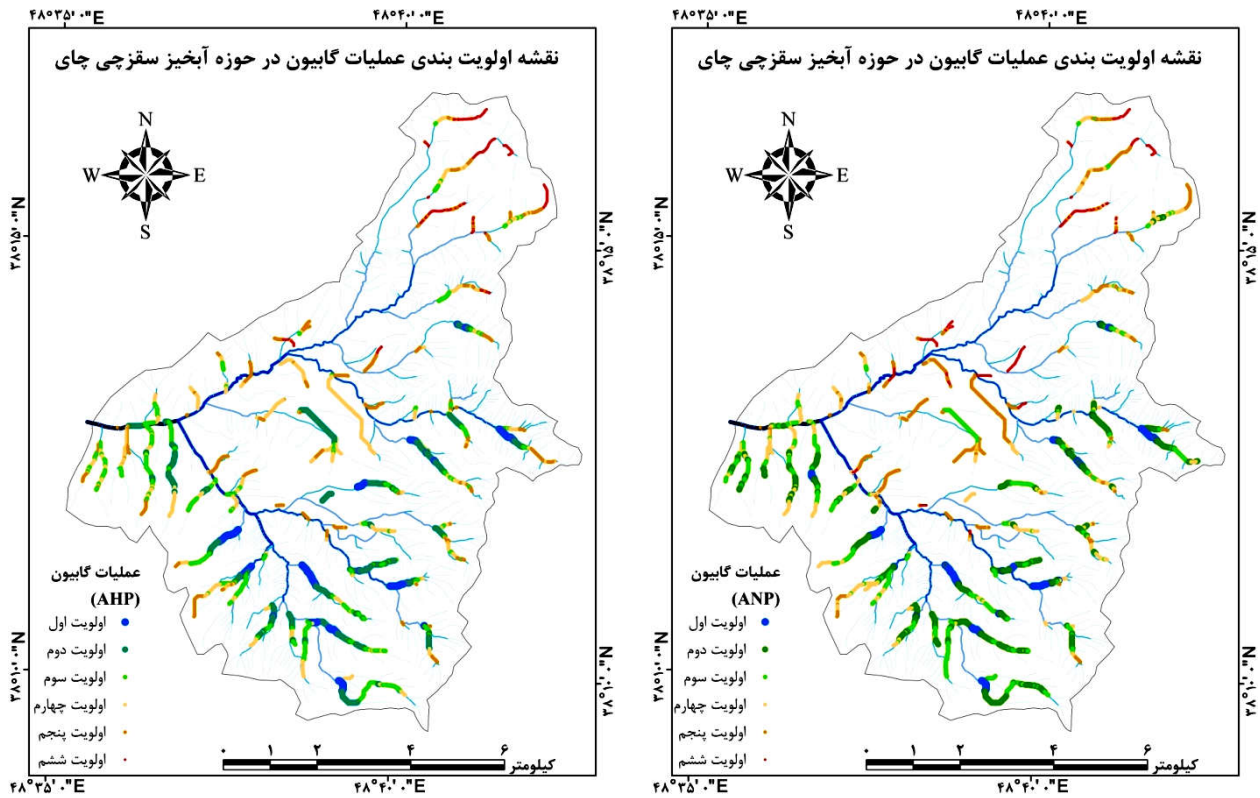 ۴۸°۳۵'۰"E
۴۸°۴۰'۰"E
نقشه اولویت بندی عملیات گابیون در حوزه آبخیز سقزچی چای
N
W
E
S
۳۸°۱۵'۰"N
۳۸°۱۵'۰"N
عملیات گابیون
(AHP)
اولویت اول
اولویت دوم
اولویت سوم
اولویت چهارم
اولویت پنجم
اولویت ششم
۳۸°۱۰'۰"N
۳۸°۱۰'۰"N
۰ ۱ ۲ ۴ ۶
کیلومتر
۴۸°۳۵'۰"E
۴۸°۴۰'۰"E
۴۸°۳۵'۰"E
۴۸°۴۰'۰"E
نقشه اولویت بندی عملیات گابیون در حوزه آبخیز سقزچی چای
N
W
E
S
۳۸°۱۵'۰"N
۳۸°۱۵'۰"N
عملیات گابیون
(ANP)
اولویت اول
اولویت دوم
اولویت سوم
اولویت چهارم
اولویت پنجم
اولویت ششم
۳۸°۱۰'۰"N
۳۸°۱۰'۰"N
۰ ۱ ۲ ۴ ۶
کیلومتر
۴۸°۳۵'۰"E
۴۸°۴۰'۰"E